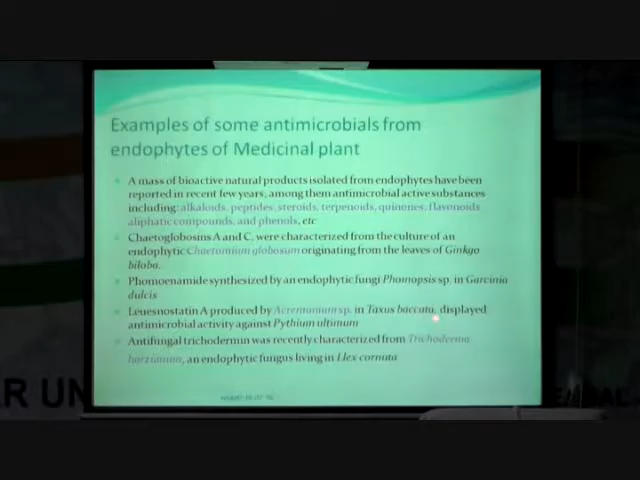 Examples of some antimicrobials from
endophytes of Medicinal plant
A mass of bioactive natural products isolated from endophytes have been
reported in recent few years, among them antimicrobial active substances
including: alkaloids, peptides, steroids, terpenoids, quinones, flavonoids
aliphatic compounds, and phenols, etc
Chaetoglobosins A and C, were characterized from the culture of an
endophytic Chaetomium globosum originating from the leaves of Ginkgo
biloba.
Phomoenamide synthesized by an endophytic fungi Phomopsis sp. in Garcinia
dulcis
Leuesnostatin A produced by Acremonium sp. in Taxus baccata, displayed
antimicrobial activity against Pythium ultimum
Antifungal trichodermin was recently characterized from Trichoderma
harzianum, an endophytic fungus living in Llex cornuta
R UN